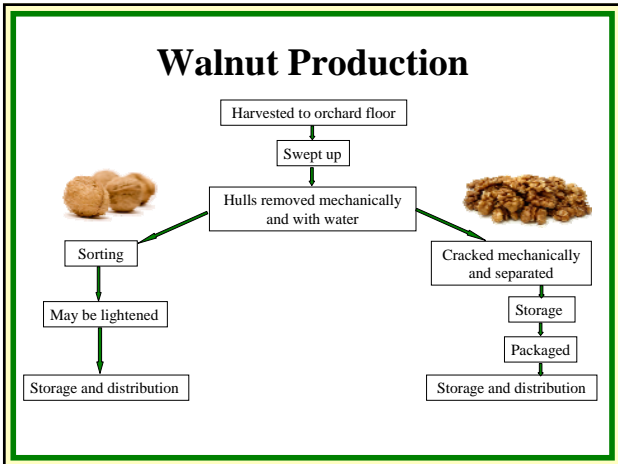 Walnut Production
Harvested to orchard floor
Swept up
Hulls removed mechanically
and with water
Sorting
May be lightened
Storage and distribution
Cracked mechanically
and separated
Storage
Packaged
Storage and distribution